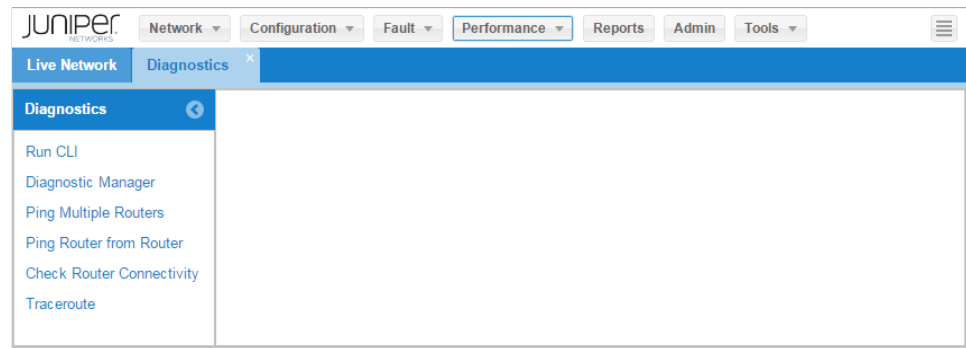 JUNIPER NETWORKS Network Configuration Fault Performance Reports Admin Tools
Live Network Diagnostics ×
Diagnostics
Run CLI
Diagnostic Manager
Ping Multiple Routers
Ping Router from Router
Check Router Connectivity
Traceroute